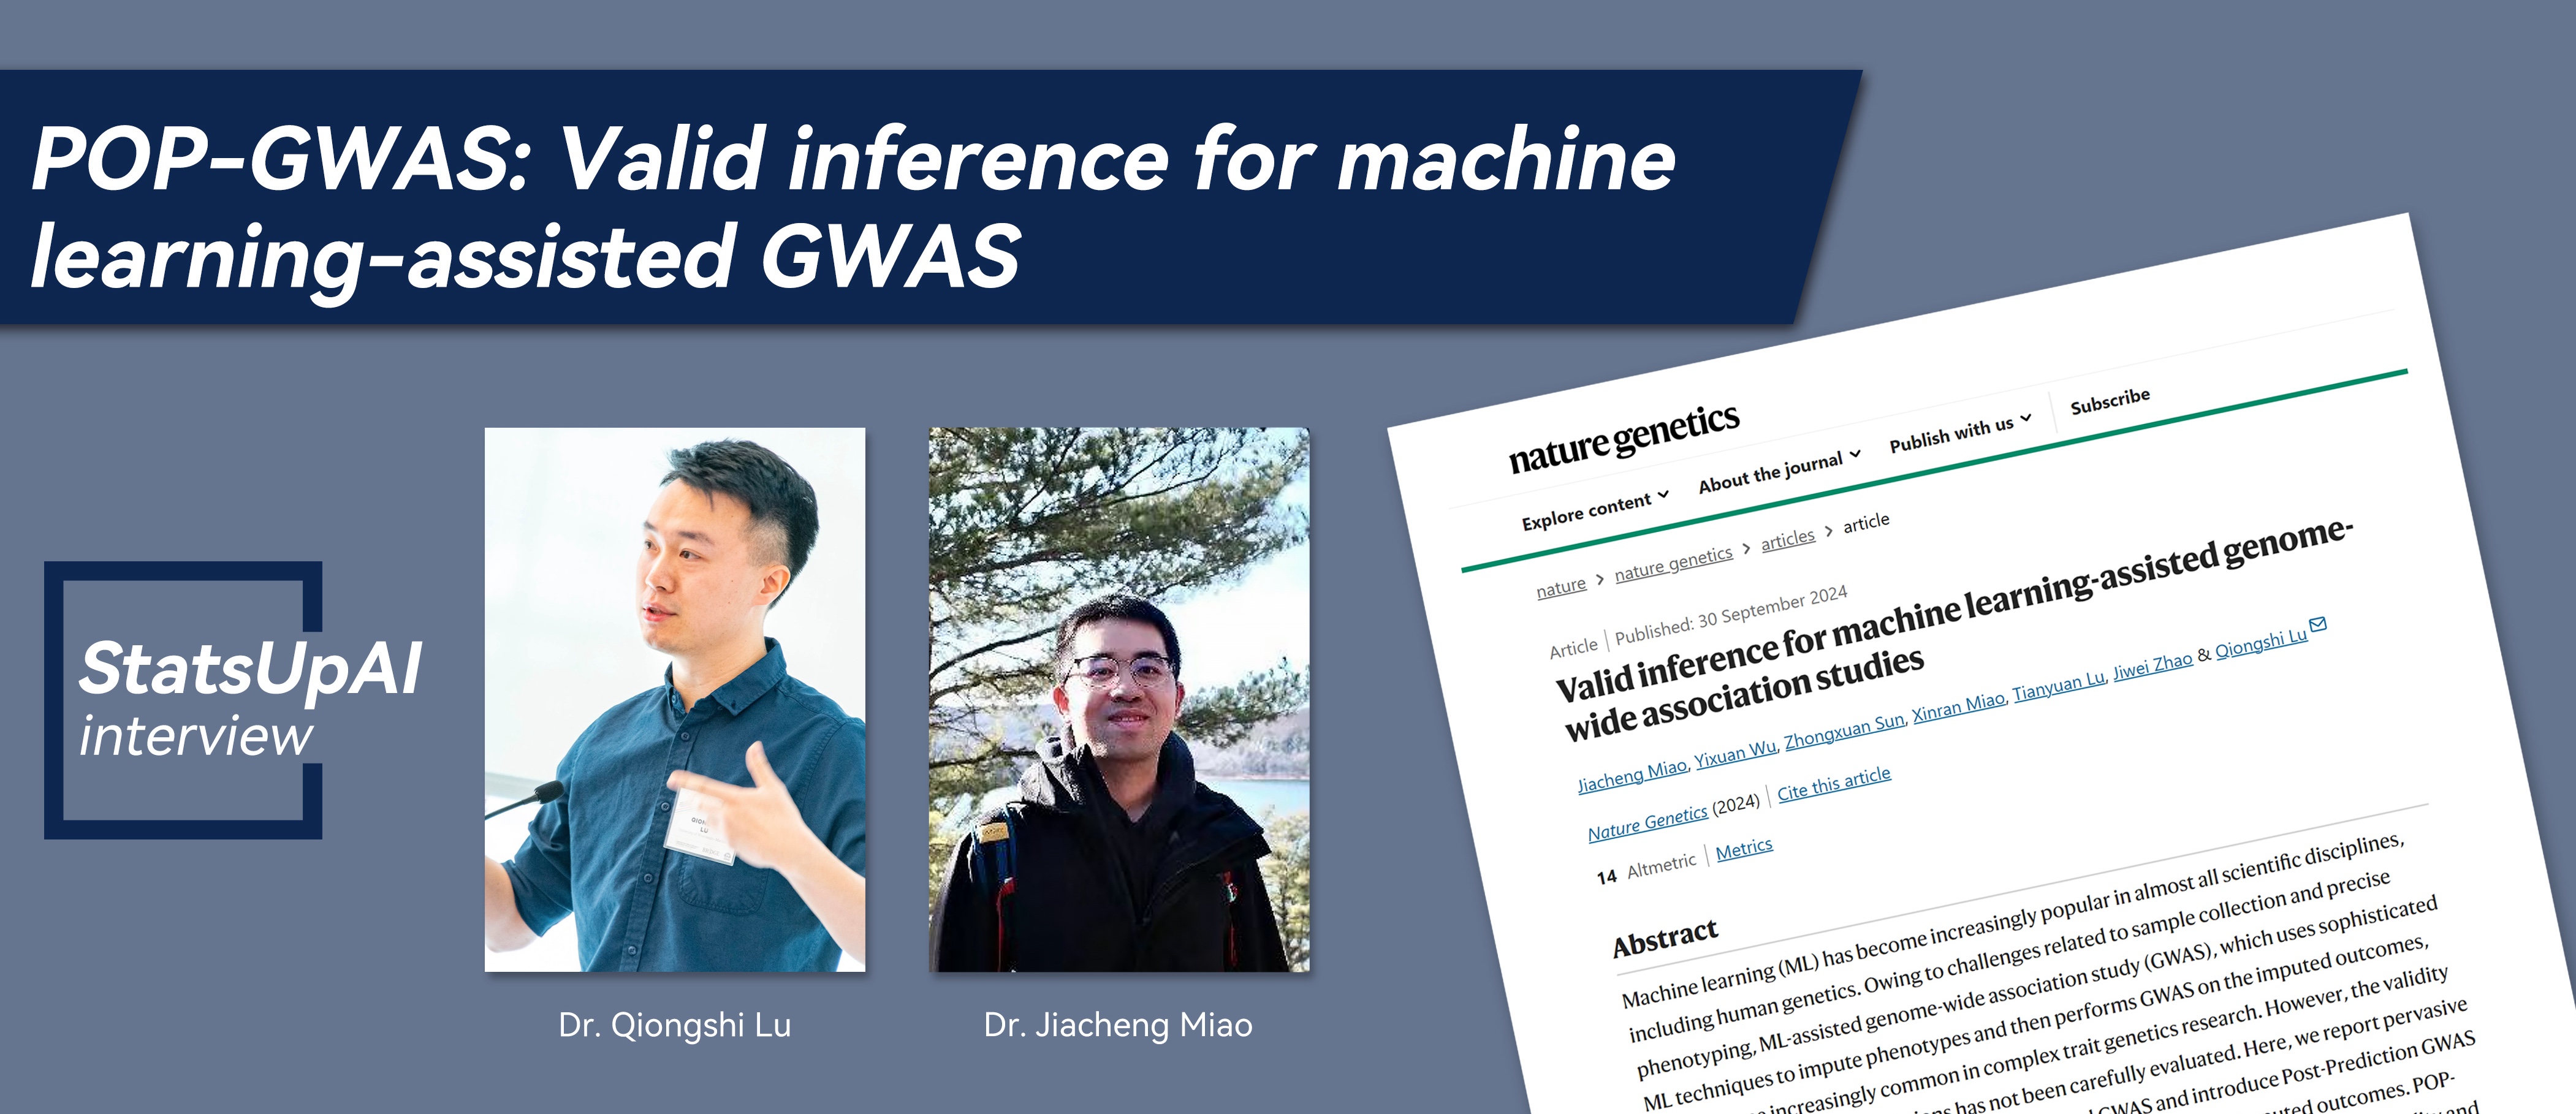 POP-GWAS: Valid inference for machine
learning-assisted GWAS
StatsUpAI
interview
LU
Dr. Qiongshi Lu
Dr. Jiacheng Miao
nature genetics
Explore content
About the journal
Publish with us
Subscribe
nature > nature genetics > articles > article
Article | Published: 30 September 2024
Valid inference for machine learning-assisted genome-
wide association studies
Jiacheng Miao, Yixuan Wu, Zhongxuan Sun, Xinran Miao, Tianyuan Lu, Jiwei Zhao & Qiongshi Lu
Nature Genetics (2024) | Cite this article
14 Altmetric | Metrics
Abstract
Machine learning (ML) has become increasingly popular in almost all scientific disciplines,
including human genetics. Owing to challenges related to sample collection and precise
phenotyping, ML-assisted genome-wide association study (GWAS), which uses sophisticated
ML techniques to impute phenotypes and then performs GWAS on the imputed outcomes,
increasingly common in complex trait genetics research. However, the validity
has not been carefully evaluated. Here, we report pervasive
GWAS and introduce Post-Prediction GWAS
outcomes. POP-
and